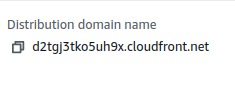 Distribution domain name
d2tgj3tko5uh9x.cloudfront.net